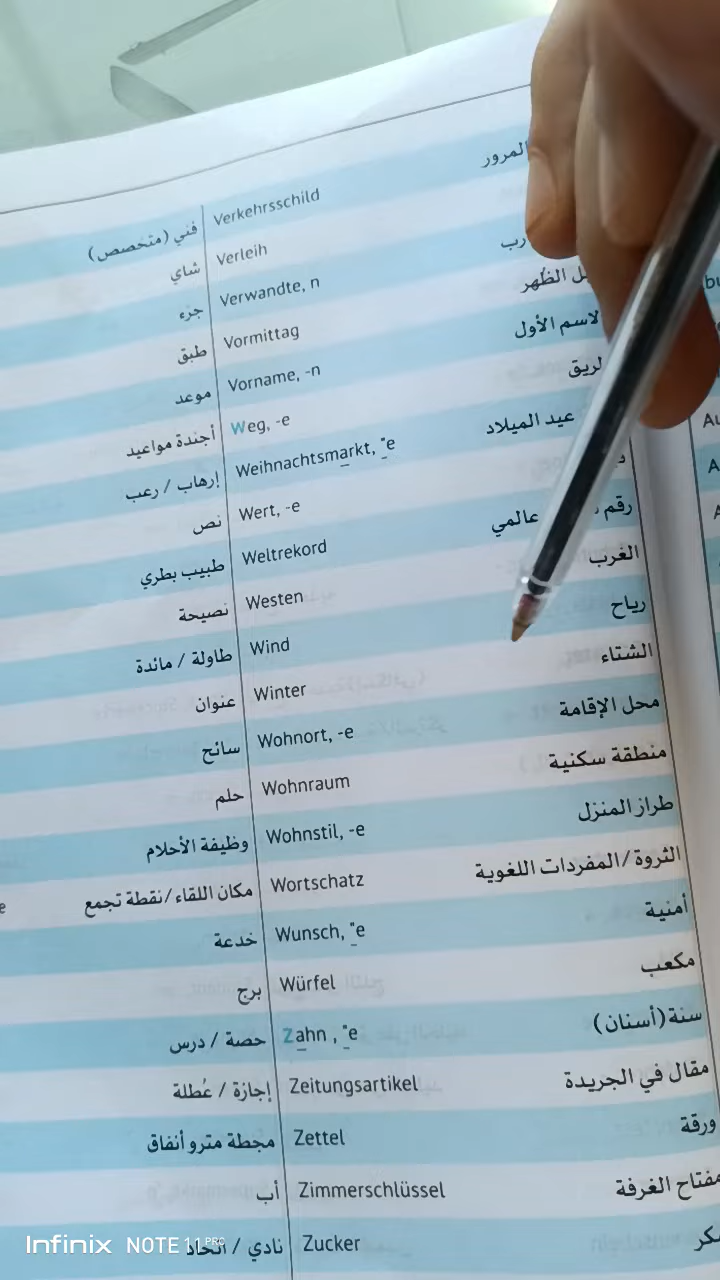 المرور
فني (متخصص) Verkehrsschild
شاي Verleih
جزء Verwandte, n الظهر
طبق Vormittag الاسم الأول
موعد Vorname, -n
أجندة مواعيد Weg, -e عيد الميلاد
إرهاب / رعب Weihnachtsmarkt, ¨e
نص Wert, -e رقم عالمي
طبيب بطري Weltrekord الغرب
نصيحة Westen رياح
طاولة / مائدة Wind الشتاء
عنوان Winter محل الإقامة
سائح Wohnort, -e منطقة سكنية
حلم Wohnraum طراز المنزل
وظيفة الأحلام Wohnstil, -e الثروة/المفردات اللغوية
مكان اللقاء/نقطة تجمع Wortschatz أمنية
خدعة Wunsch, ¨e مكعب
برج Würfel سنة (أسنان)
حصة / درس Zahn , ¨e مقال في الجريدة
إجازة / عُطلة Zeitungsartikel ورقة
مجطة مترو أنفاق Zettel مفتاح الغرفة
أب Zimmerschlüssel
نادي / اتحاد Zucker
Infinix NOTE 11 PRO